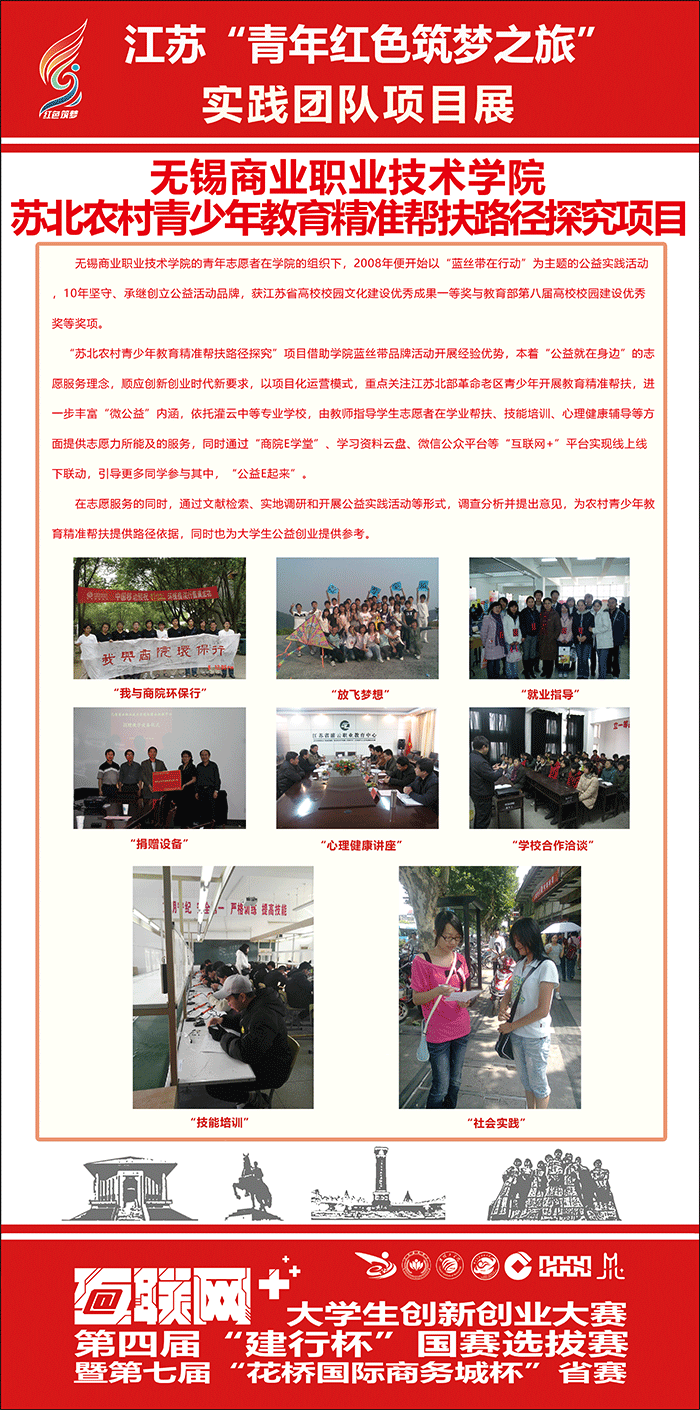 江苏“青年红色筑梦之旅”
实践团队项目展
红色筑梦
无锡商业职业技术学院
苏北农村青少年教育精准帮扶路径探究项目
无锡商业职业技术学院的青年志愿者在学院的组织下，2008年便开始以“蓝丝带在行动”为主题的公益实践活动
，10年坚守、承继创立公益活动品牌，获江苏省高校校园文化建设优秀成果一等奖与教育部第八届高校校园建设优秀
奖等奖项。
“苏北农村青少年教育精准帮扶路径探究”项目借助学院蓝丝带品牌活动开展经验优势，本着“公益就在身边”的志
愿服务理念，顺应创新创业时代新要求，以项目化运营模式，重点关注江苏北部革命老区青少年开展教育精准帮扶，进
一步丰富“微公益”内涵，依托灌云中等专业学校，由教师指导学生志愿者在学业帮扶、技能培训、心理健康辅导等方
面提供志愿力所能及的服务，同时通过“商院E学堂”、学习资料云盘、微信公众平台等“互联网+”平台实现线上线
下联动，引导更多同学参与其中，“公益E起来”。
在志愿服务的同时，通过文献检索、实地调研和开展公益实践活动等形式，调查分析并提出意见，为农村青少年教
育精准帮扶提供路径依据，同时也为大学生公益创业提供参考。
我与商院环保行
“我与商院环保行”
“放飞梦想”
“就业指导”
江苏省灌云职业教育中心
“捐赠设备”
“心理健康讲座”
“学校合作洽谈”
严格训练 提高技能
“技能培训”
“社会实践”
互联网+
大学生创新创业大赛
第四届“建行杯”国赛选拔赛
暨第七届“花桥国际商务城杯”省赛